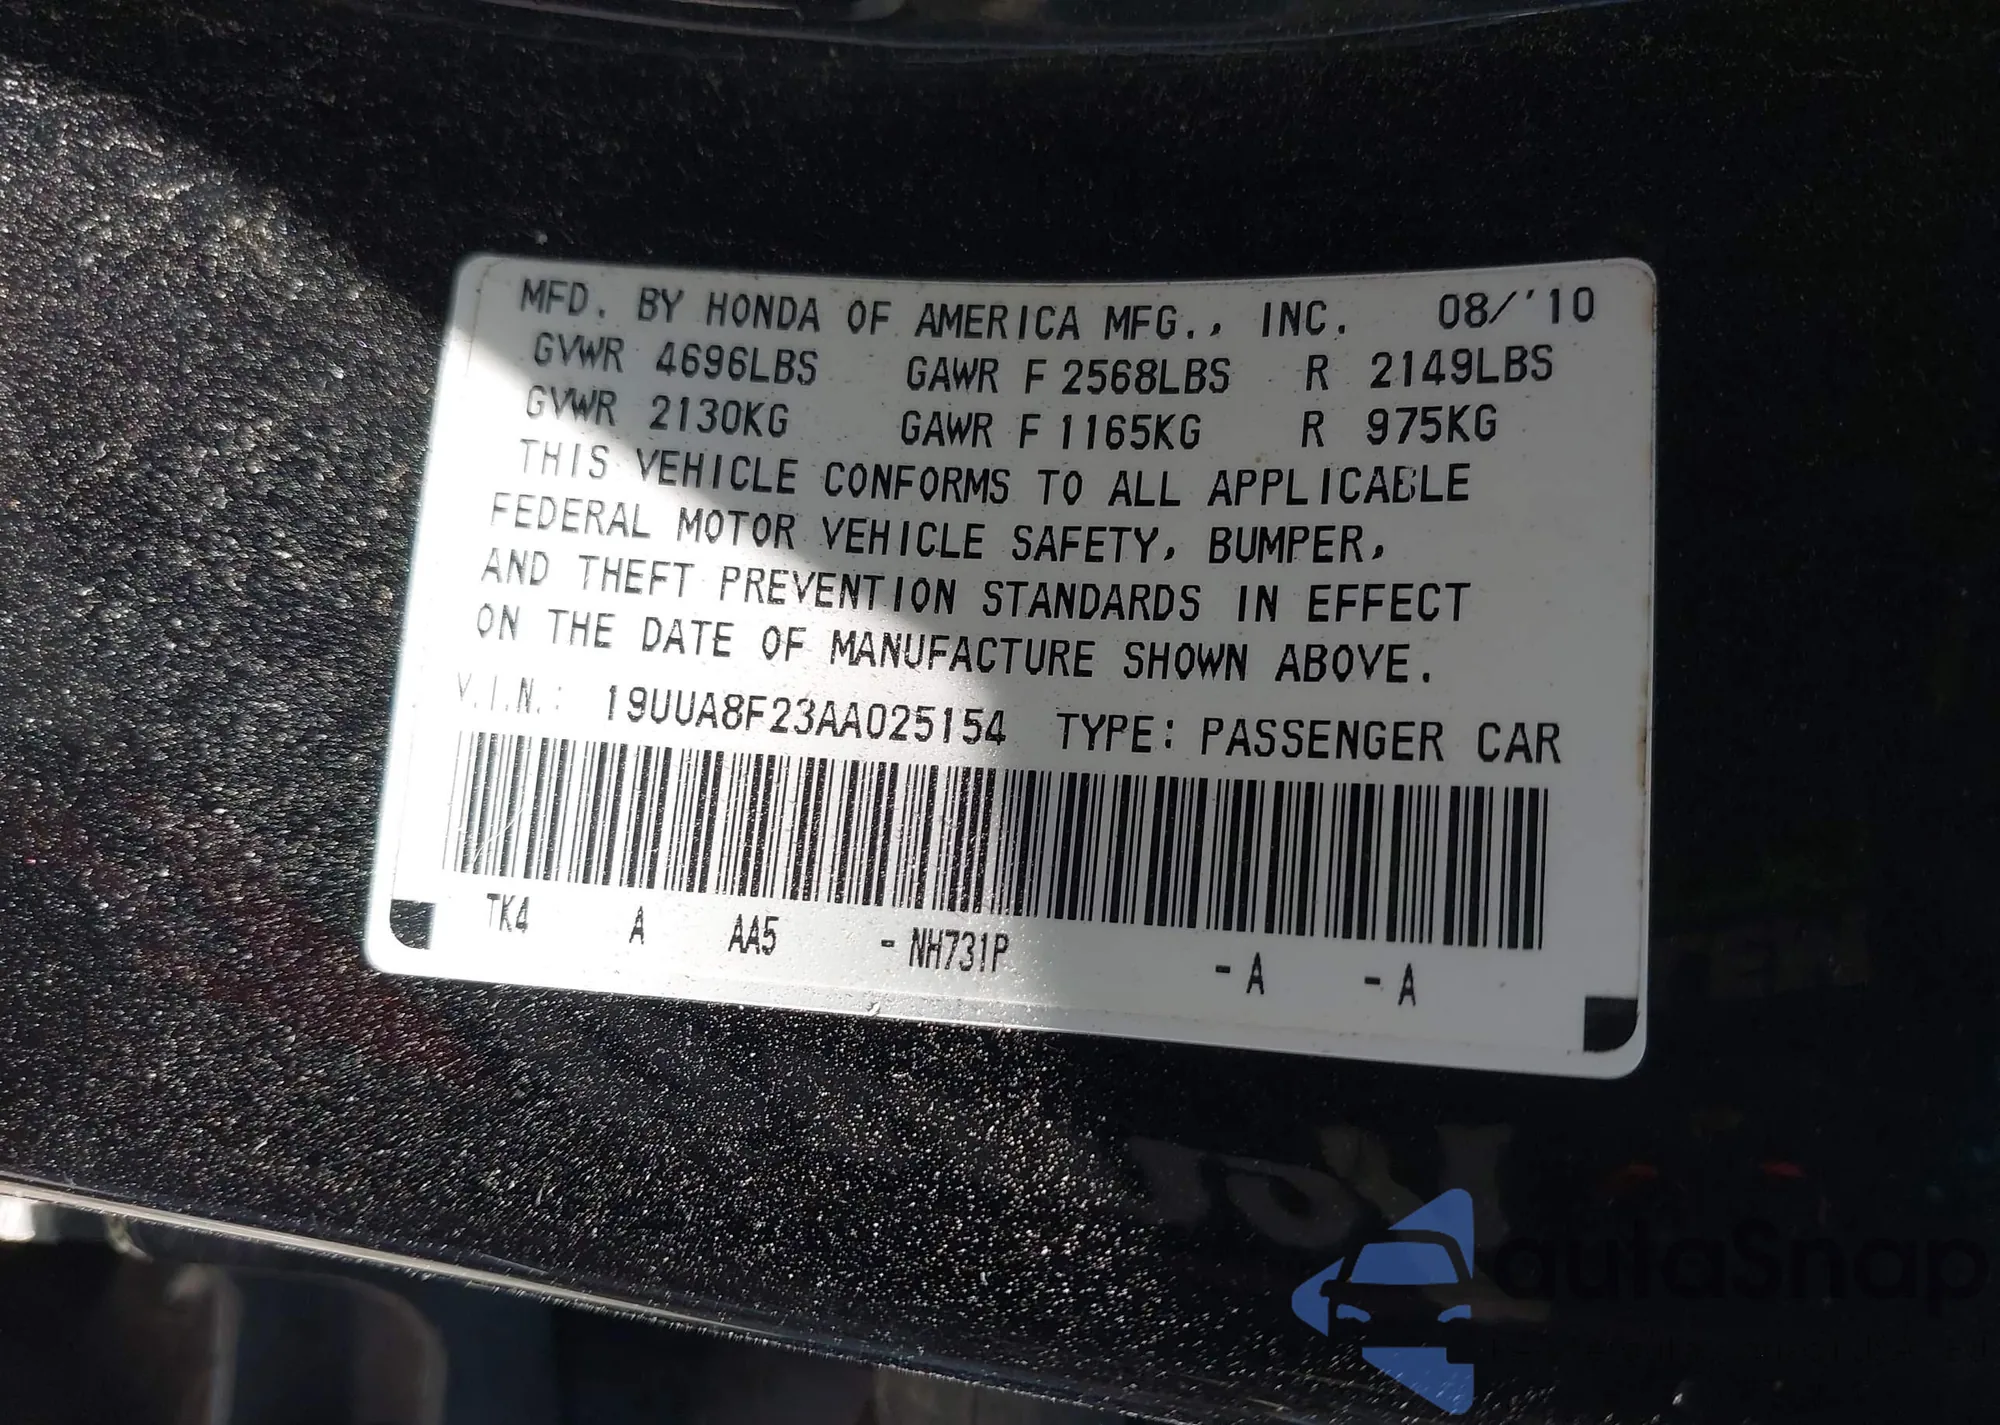 MFD. BY HONDA OF AMERICA MFG., INC. 08/'10
GVWR 4696LBS GAWR F 2568LBS R 2149LBS
GVWR 2130KG GAWR F 1165KG R 975KG
THIS VEHICLE CONFORMS TO ALL APPLICABLE
FEDERAL MOTOR VEHICLE SAFETY, BUMPER,
AND THEFT PREVENTION STANDARDS IN EFFECT
ON THE DATE OF MANUFACTURE SHOWN ABOVE.
V.I.N.: 19UUA8F23AA025154 TYPE: PASSENGER CAR
TK4 A AA5 - NH731P - A - A